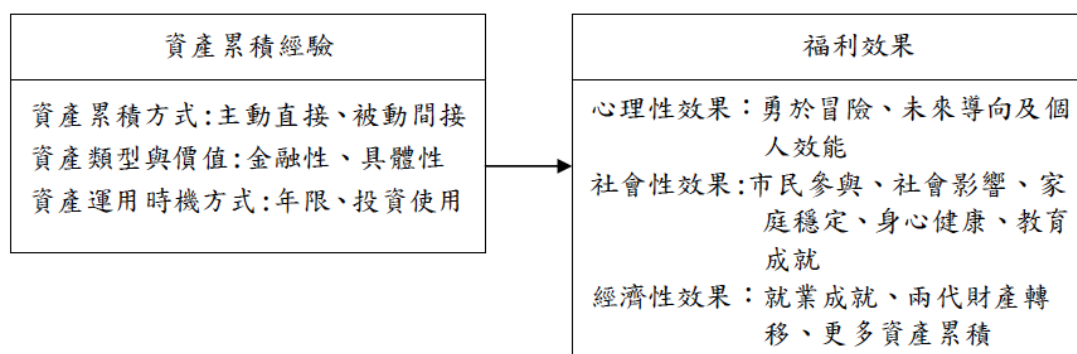 資產累積經驗
資產累積方式:主動直接、被動間接
資產類型與價值:金融性、具體性
資產運用時機方式:年限、投資使用
福利效果
心理性效果：勇於冒險、未來導向及個
人效能
社會性效果:市民參與、社會影響、家
庭穩定、身心健康、教育
成就
經濟性效果：就業成就、兩代財產轉
移、更多資產累積